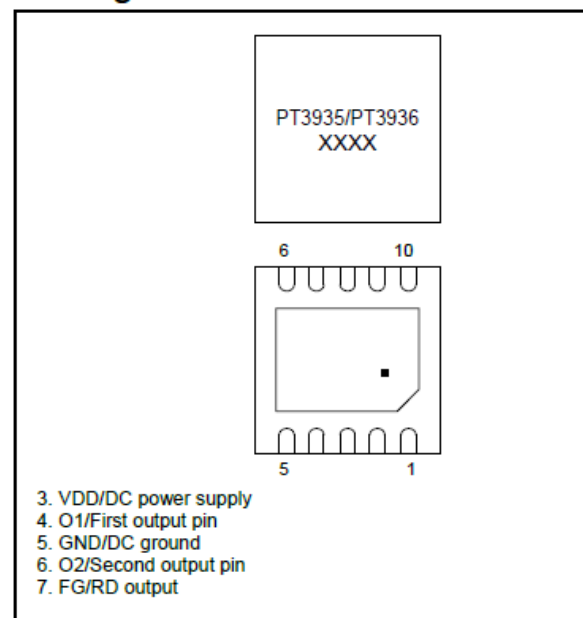 PT3935/PT3936
XXXX
6 10
5 1
3. VDD/DC power supply
4. O1/First output pin
5. GND/DC ground
6. O2/Second output pin
7. FG/RD output